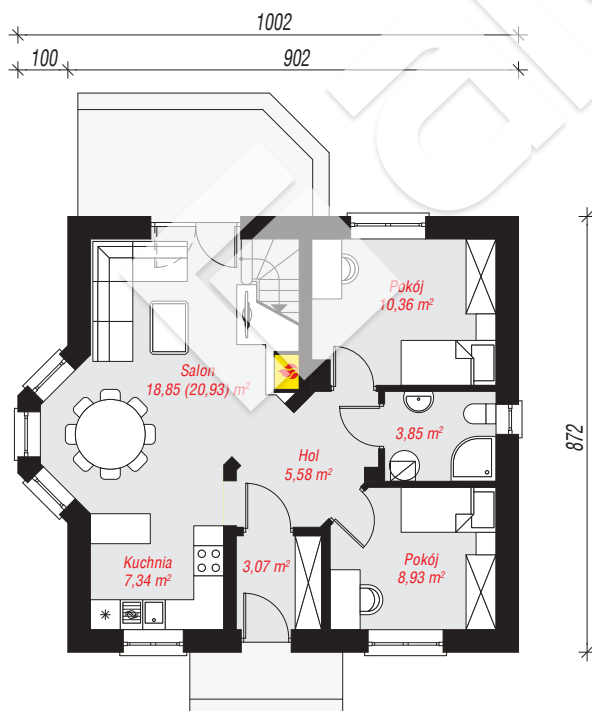 1002
100
902
Pokój
10,36 m²
Salon
18,85 (20,93) m²
3,85 m²
872
Hol
5,58 m²
Kuchnia
7,34 m²
3,07 m²
Pokój
8,93 m²